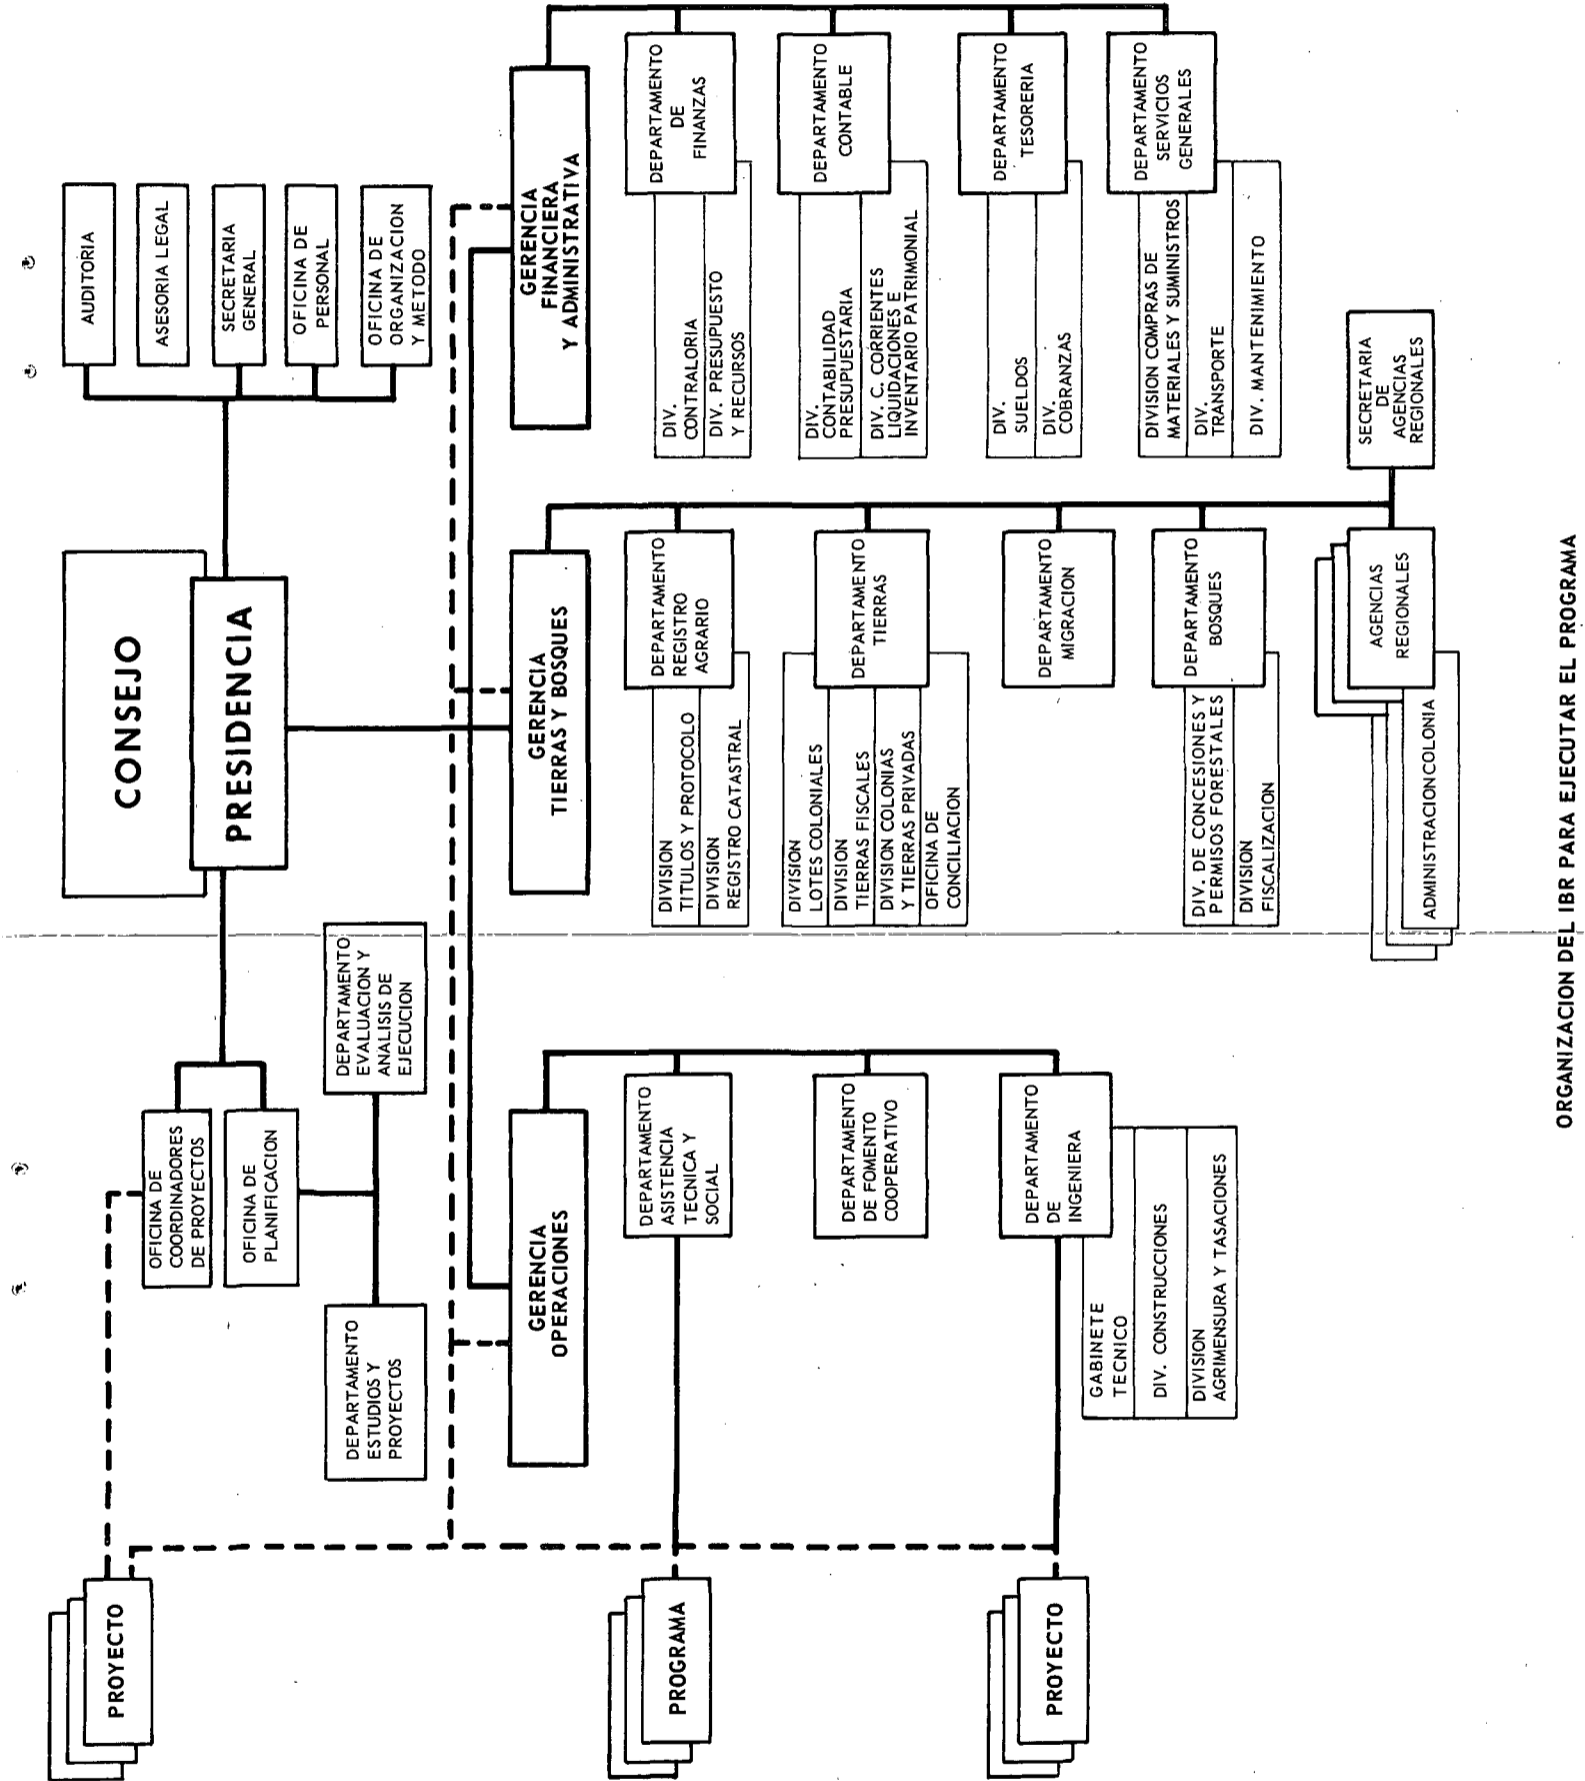 CONSEJO
PRESIDENCIA
AUDITORIA
ASESORIA LEGAL
SECRETARIA
GENERAL
OFICINA DE
PERSONAL
OFICINA DE
ORGANIZACION
Y METODO
OFICINA DE
COORDINADORES
DE PROYECTOS
OFICINA DE
PLANIFICACION
DEPARTAMENTO
EVALUACION Y
ANALISIS DE
EJECUCION
DEPARTAMENTO
ESTUDIOS Y
PROYECTOS
PROYECTO
PROGRAMA
PROYECTO
GERENCIA
OPERACIONES
DEPARTAMENTO
ASISTENCIA
TECNICA Y
SOCIAL
DEPARTAMENTO
DE FOMENTO
COOPERATIVO
DEPARTAMENTO
DE
INGENIERA
GABINETE
TECNICO
DIV. CONSTRUCCIONES
DIVISION
AGRIMENSURA Y TASACIONES
GERENCIA
TIERRAS Y BOSQUES
DEPARTAMENTO
REGISTRO
AGRARIO
DIVISION
TITULOS Y PROTOCOLO
DIVISION
REGISTRO CATASTRAL
DEPARTAMENTO
TIERRAS
DIVISION
LOTES COLONIALES
DIVISION
TIERRAS FISCALES
DIVISION COLONIAS
Y TIERRAS PRIVADAS
OFICINA DE
CONCILIACION
DEPARTAMENTO
MIGRACION
DEPARTAMENTO
BOSQUES
DIV. DE CONCESIONES Y
PERMISOS FORESTALES
DIVISION
FISCALIZACION
AGENCIAS
REGIONALES
ADMINISTRACION COLONIA
SECRETARIA
DE
AGENCIAS
REGIONALES
GERENCIA
FINANCIERA
Y ADMINISTRATIVA
DEPARTAMENTO
DE
FINANZAS
DIV.
CONTRALORIA
DIV. PRESUPUESTO
Y RECURSOS
DEPARTAMENTO
CONTABLE
DIV.
CONTABILIDAD
PRESUPUESTARIA
DIV. C. CORRIENTES
LIQUIDACIONES E
INVENTARIO PATRIMONIAL
DEPARTAMENTO
TESORERIA
DIV.
SUELDOS
DIV.
COBRANZAS
DEPARTAMENTO
SERVICIOS
GENERALES
DIVISION COMPRAS DE
MATERIALES Y SUMINISTROS
DIV.
TRANSPORTE
DIV. MANTENIMIENTO
ORGANIZACION DEL IBR PARA EJECUTAR EL PROGRAMA